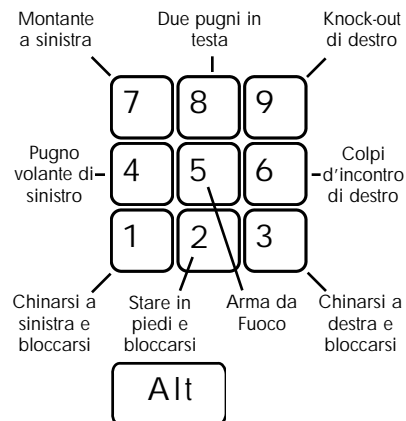 Montante
a sinistra
Due pugni in
testa
Knock-out
di destro
7 8 9
Pugno
volante di
sinistro
4 5 6
Colpi
d'incontro
di destro
1 2 3
Chinarsi a
sinistra e
bloccarsi
Stare in
piedi e
bloccarsi
Arma da
Fuoco
Chinarsi a
destra e
bloccarsi
Alt